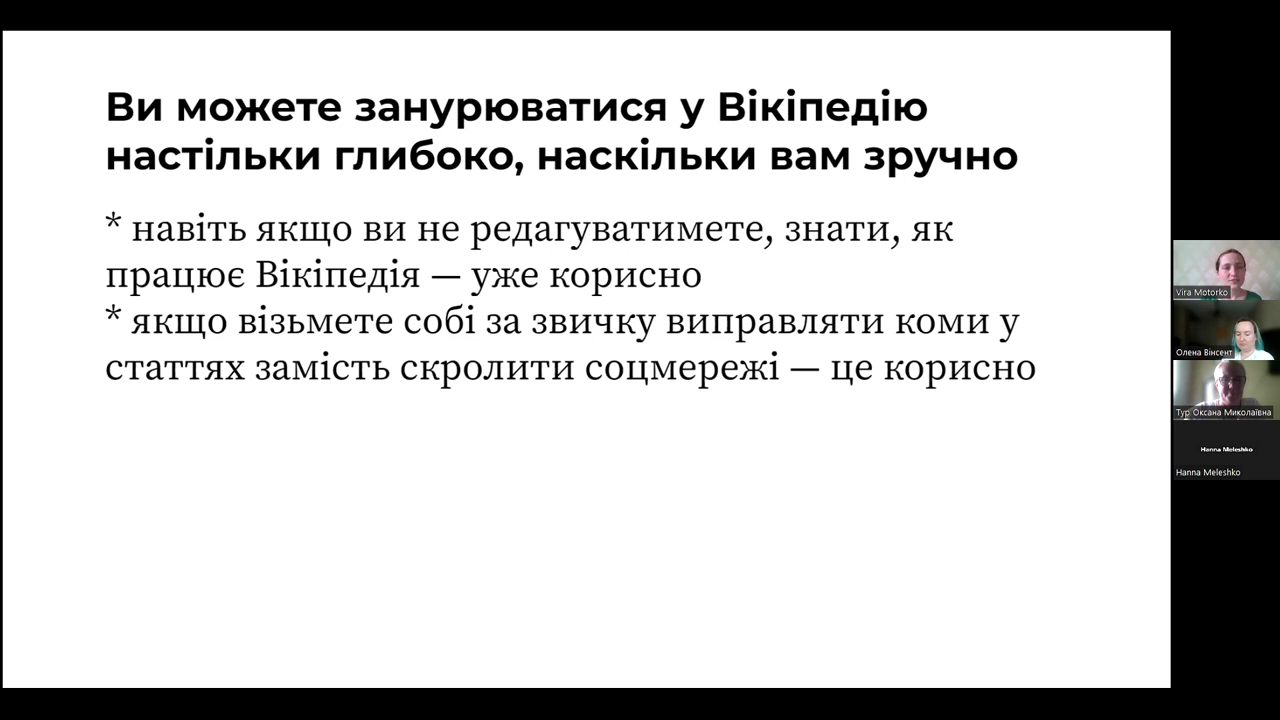 Ви можете занурюватися у Вікіпедію
настільки глибоко, наскільки вам зручно
* навіть якщо ви не редагуватимете, знати, як
працює Вікіпедія — уже корисно
* якщо візьмете собі за звичку виправляти коми у
статтях замість скролити соцмережі — це корисно
Vira Motorko
Олена Вінсент
Тур Оксана Миколаївна
Hanna Meleshko
Hanna Meleshko